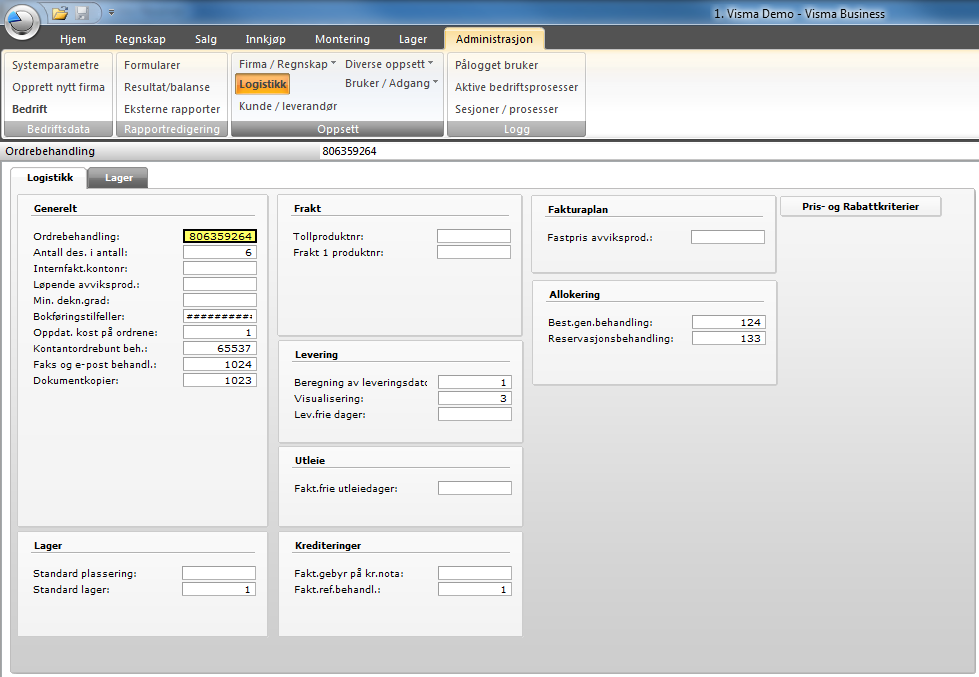 1. Visma Demo - Visma Business
Hjem Regnskap Salg Innkjøp Montering Lager Administrasjon
Systemparametre
Opprett nytt firma
Bedrift
Bedriftsdata
Formularer
Resultat/balanse
Eksterne rapporter
Rapportredigering
Firma / Regnskap Diverse oppsett
Logistikk Bruker / Adgang
Kunde / leverandør
Oppsett
Pålogget bruker
Aktive bedriftsprosesser
Sesjoner / prosesser
Logg
Ordrebehandling 806359264
Logistikk Lager
Generelt
Ordrebehandling: 806359264
Antall des. i antall: 6
Internfakt.kontonr:
Løpende avviksprod.:
Min. dekn.grad:
Bokføringstilfeller: #########
Oppdat. kost på ordrene: 1
Kontantordrebunt beh.: 65537
Faks og e-post behandl.: 1024
Dokumentkopier: 1023
Lager
Standard plassering:
Standard lager: 1
Frakt
Tollproduktnr:
Frakt 1 produktnr:
Levering
Beregning av leveringsdato 1
Visualisering: 3
Lev.frie dager:
Utleie
Fakt.frie utleiedager:
Krediteringer
Fakt.gebyr på kr.nota:
Fakt.ref.behandl.: 1
Fakturaplan
Fastpris avviksprod.:
Allokering
Best.gen.behandling: 124
Reservasjonsbehandling: 133
Pris- og Rabattkriterier